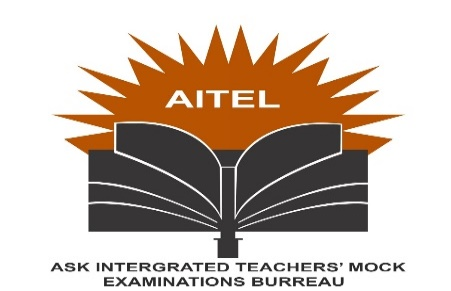 AITEL
ASK INTERGRATED TEACHERS' MOCK
EXAMINATIONS BURREAU